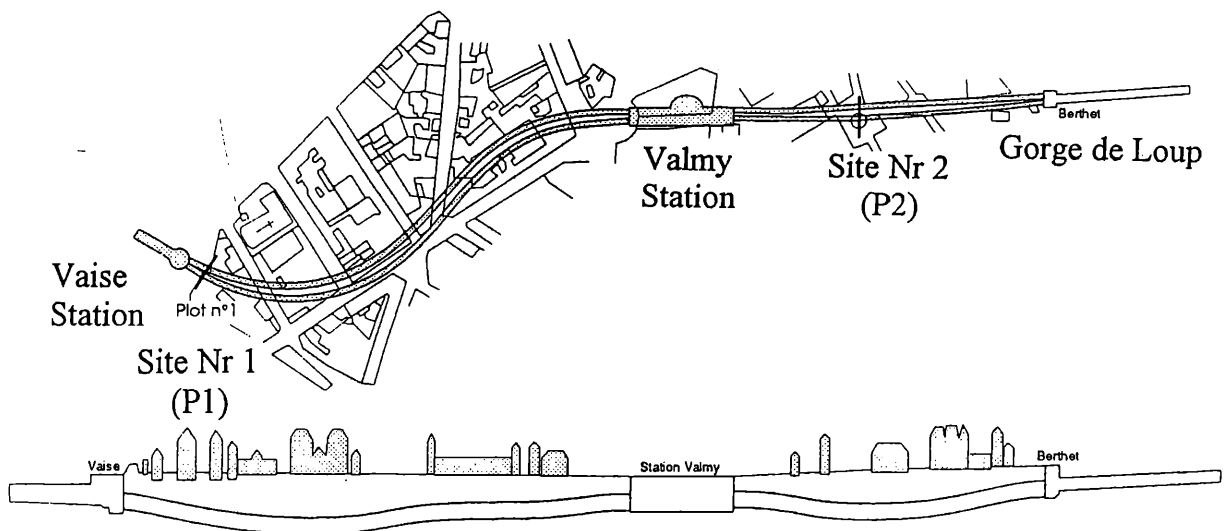 Berthet
Valmy
Station
Site Nr 2
(P2)
Gorge de Loup
Vaise
Station
Plot n°1
Site Nr 1
(P1)
Vaise
Station Valmy
Berthet